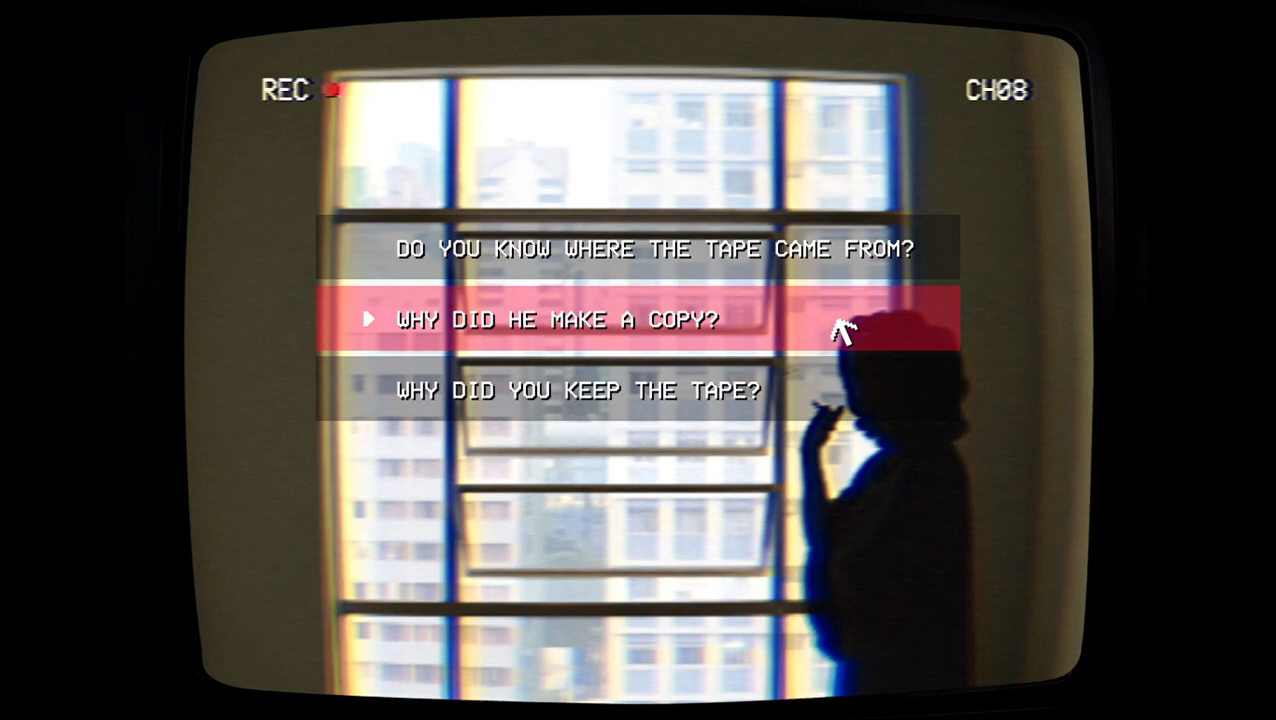 REC CH08
DO YOU KNOW WHERE THE TAPE CAME FROM?
WHY DID HE MAKE A COPY?
WHY DID YOU KEEP THE TAPE?